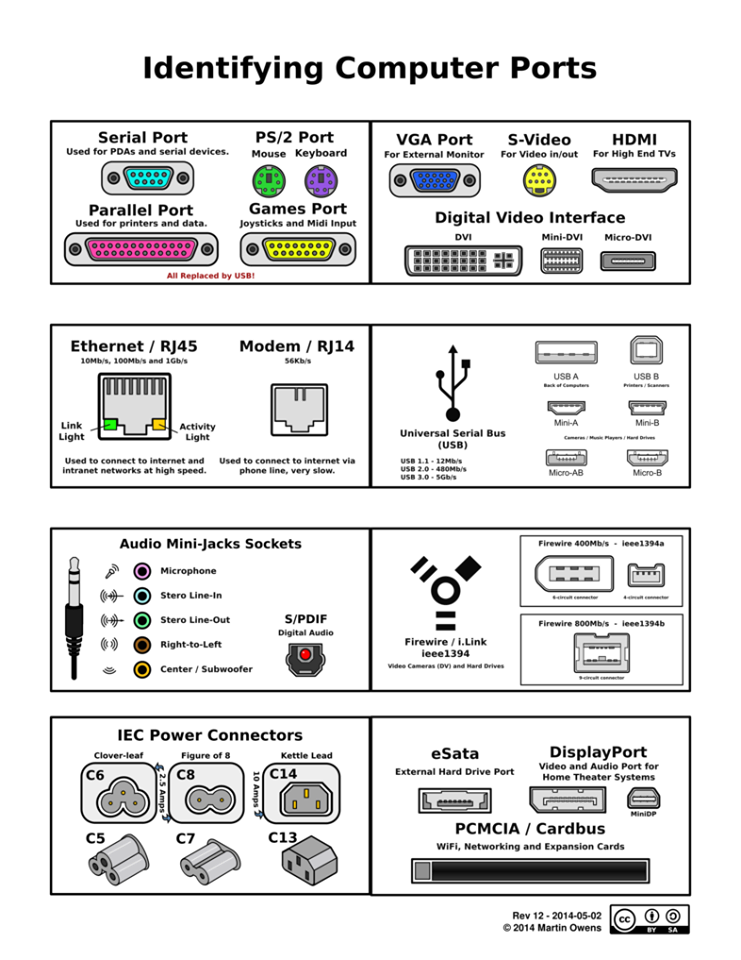 Identifying Computer Ports
Serial Port
Used for PDAs and serial devices.
PS/2 Port
Mouse Keyboard
Parallel Port
Used for printers and data.
Games Port
Joysticks and Midi Input
All Replaced by USB!
VGA Port
For External Monitor
S-Video
For Video in/out
HDMI
For High End TVs
Digital Video Interface
DVI
Mini-DVI
Micro-DVI
Ethernet / RJ45
10Mb/s, 100Mb/s and 1Gb/s
Link
Light
Activity
Light
Used to connect to internet and
intranet networks at high speed.
Modem / RJ14
56Kb/s
Used to connect to internet via
phone line, very slow.
Universal Serial Bus
(USB)
USB 1.1 - 12Mb/s
USB 2.0 - 480Mb/s
USB 3.0 - 5Gb/s
USB A
Back of Computers
USB B
Printers / Scanners
Mini-A
Mini-B
Cameras / Music Players / Hard Drives
Micro-AB
Micro-B
Audio Mini-Jacks Sockets
Microphone
Stero Line-In
Stero Line-Out
Right-to-Left
Center / Subwoofer
S/PDIF
Digital Audio
Firewire / i.Link
ieee1394
Video Cameras (DV) and Hard Drives
Firewire 400Mb/s - ieee1394a
6-circuit connector
4-circuit connector
Firewire 800Mb/s - ieee1394b
9-circuit connector
IEC Power Connectors
Clover-leaf
Figure of 8
Kettle Lead
C6
2.5 Amps
C8
10 Amps
C14
C5
C7
C13
eSata
External Hard Drive Port
DisplayPort
Video and Audio Port for
Home Theater Systems
MiniDP
PCMCIA / Cardbus
WiFi, Networking and Expansion Cards
Rev 12 - 2014-05-02
© 2014 Martin Owens
cc
BY SA